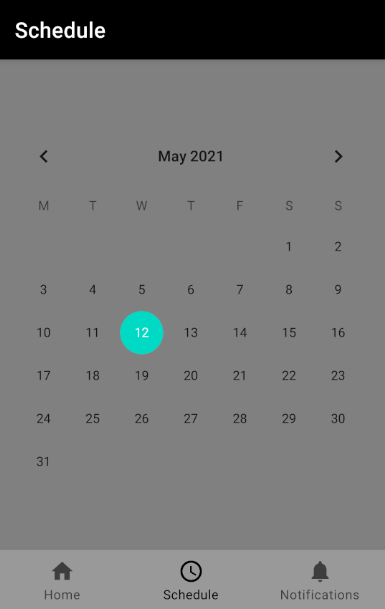 Schedule
May 2021
M T W T F S S
1 2
3 4 5 6 7 8 9
10 11 12 13 14 15 16
17 18 19 20 21 22 23
24 25 26 27 28 29 30
31
Home Schedule Notifications